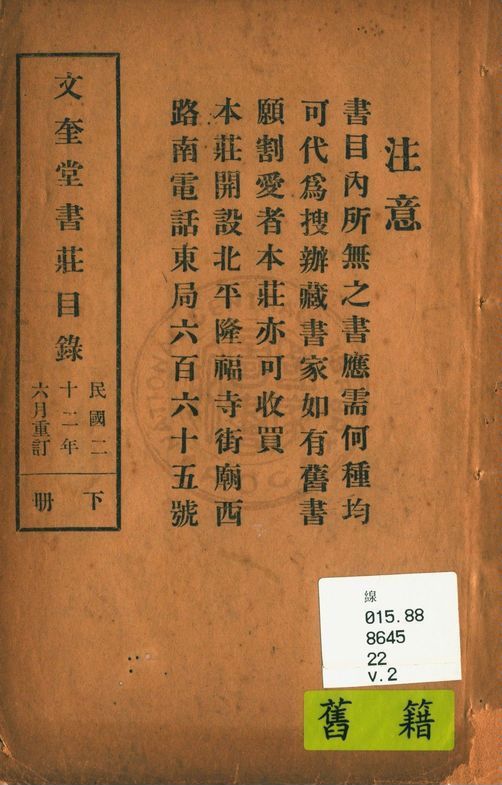 注意
書目內所無之書應需何種均
可代爲搜辦藏書家如有舊書
願割愛者本莊亦可收買
本莊開設北平隆福寺街廟西
路南電話東局六百六十五號
文奎堂書莊目錄
民國二
十二年
六月重訂
下冊
線
015.88
8645
22
v.2
舊籍